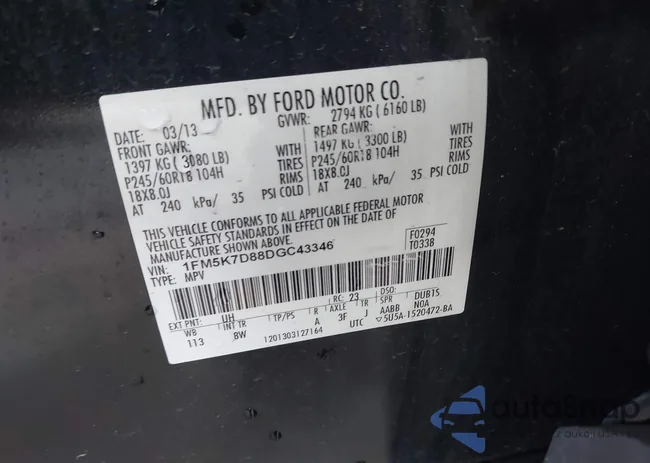 MFD. BY FORD MOTOR CO.
DATE: 03/13 GVWR: 2794 KG ( 6160 LB)
FRONT GAWR: REAR GAWR:
1397 KG ( 3080 LB) WITH 1497 KG ( 3300 LB) WITH
P245/60R18 104H TIRES P245/60R18 104H TIRES
18X8.0J RIMS 18X8.0J RIMS
AT 240 kPa/ 35 PSI COLD AT 240 kPa/ 35 PSI COLD
THIS VEHICLE CONFORMS TO ALL APPLICABLE FEDERAL MOTOR
VEHICLE SAFETY STANDARDS IN EFFECT ON THE DATE OF
MANUFACTURE SHOWN ABOVE.
VIN: 1FM5K7D88DGC43346 F0294
TYPE: MPV T0338
EXT PNT: UH RC: 23 DSO:
WB INT TR TP/PS R AXLE TR SPR DUB15
113 BW A 3F J AABB N0A
1201303127164 UTC ▽5U5A-1520472-BA
autoSnap